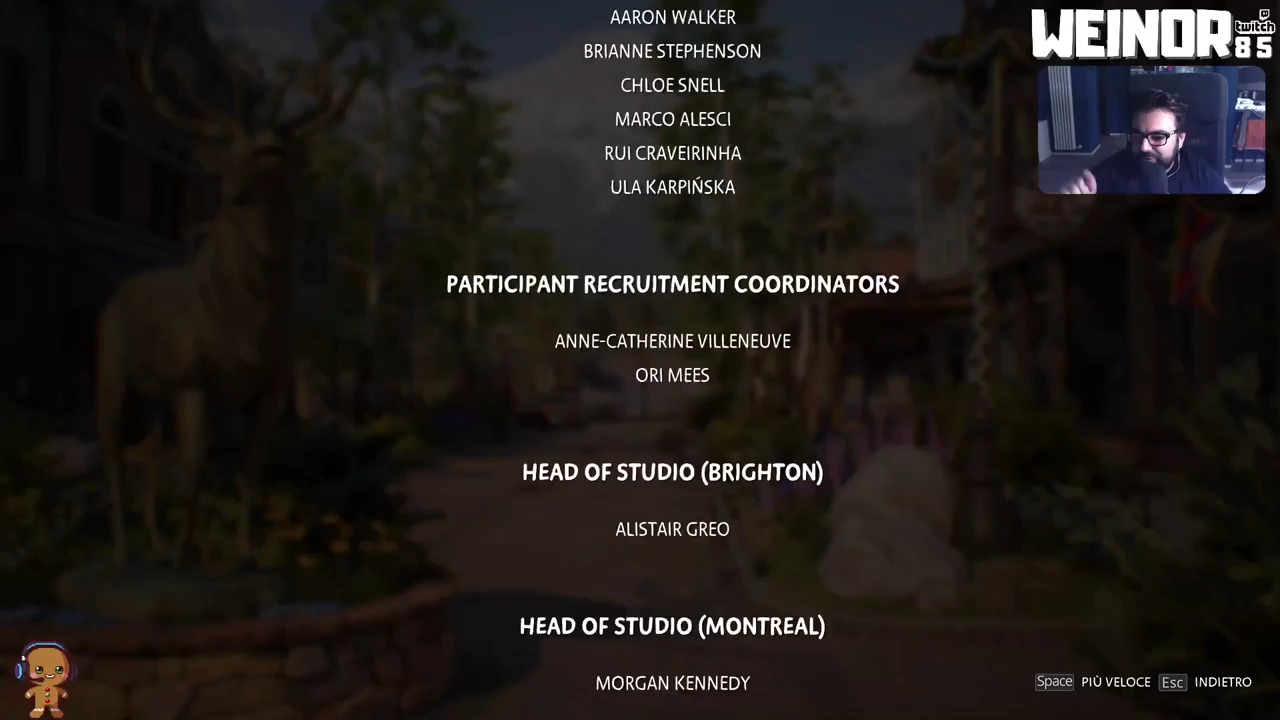 AARON WALKER
BRIANNE STEPHENSON
CHLOE SNELL
MARCO ALESCI
RUI CRAVEIRINHA
ULA KARPIŃSKA
PARTICIPANT RECRUITMENT COORDINATORS
ANNE-CATHERINE VILLENEUVE
ORI MEES
HEAD OF STUDIO (BRIGHTON)
ALISTAIR GREO
HEAD OF STUDIO (MONTREAL)
MORGAN KENNEDY
WEINOR
twitch
85
Space PIÙ VELOCE Esc INDIETRO